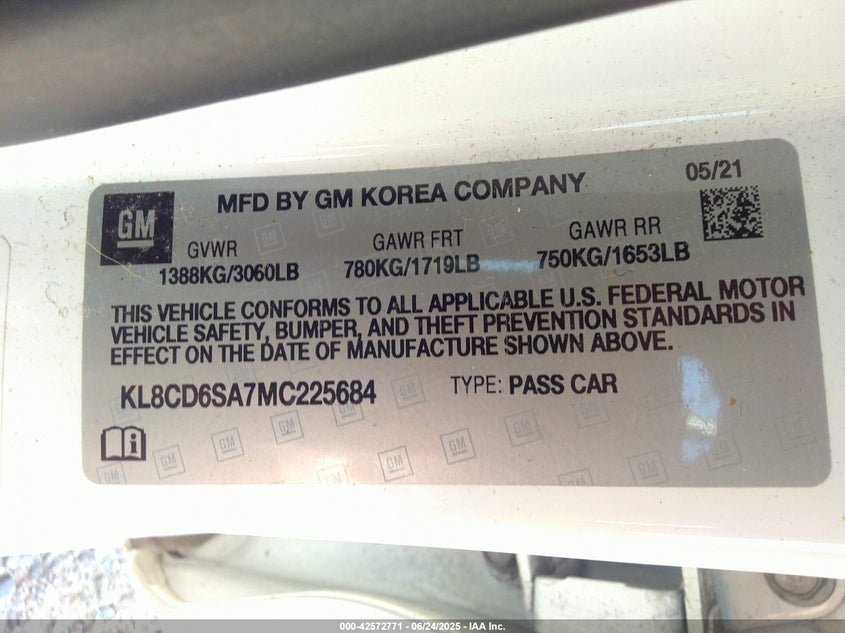 GM
MFD BY GM KOREA COMPANY
05/21
GVWR
1388KG/3060LB
GAWR FRT
780KG/1719LB
GAWR RR
750KG/1653LB
THIS VEHICLE CONFORMS TO ALL APPLICABLE U.S. FEDERAL MOTOR
VEHICLE SAFETY, BUMPER, AND THEFT PREVENTION STANDARDS IN
EFFECT ON THE DATE OF MANUFACTURE SHOWN ABOVE.
KL8CD6SA7MC225684
TYPE: PASS CAR
000-42572771 - 06/24/2025 - IAA Inc.